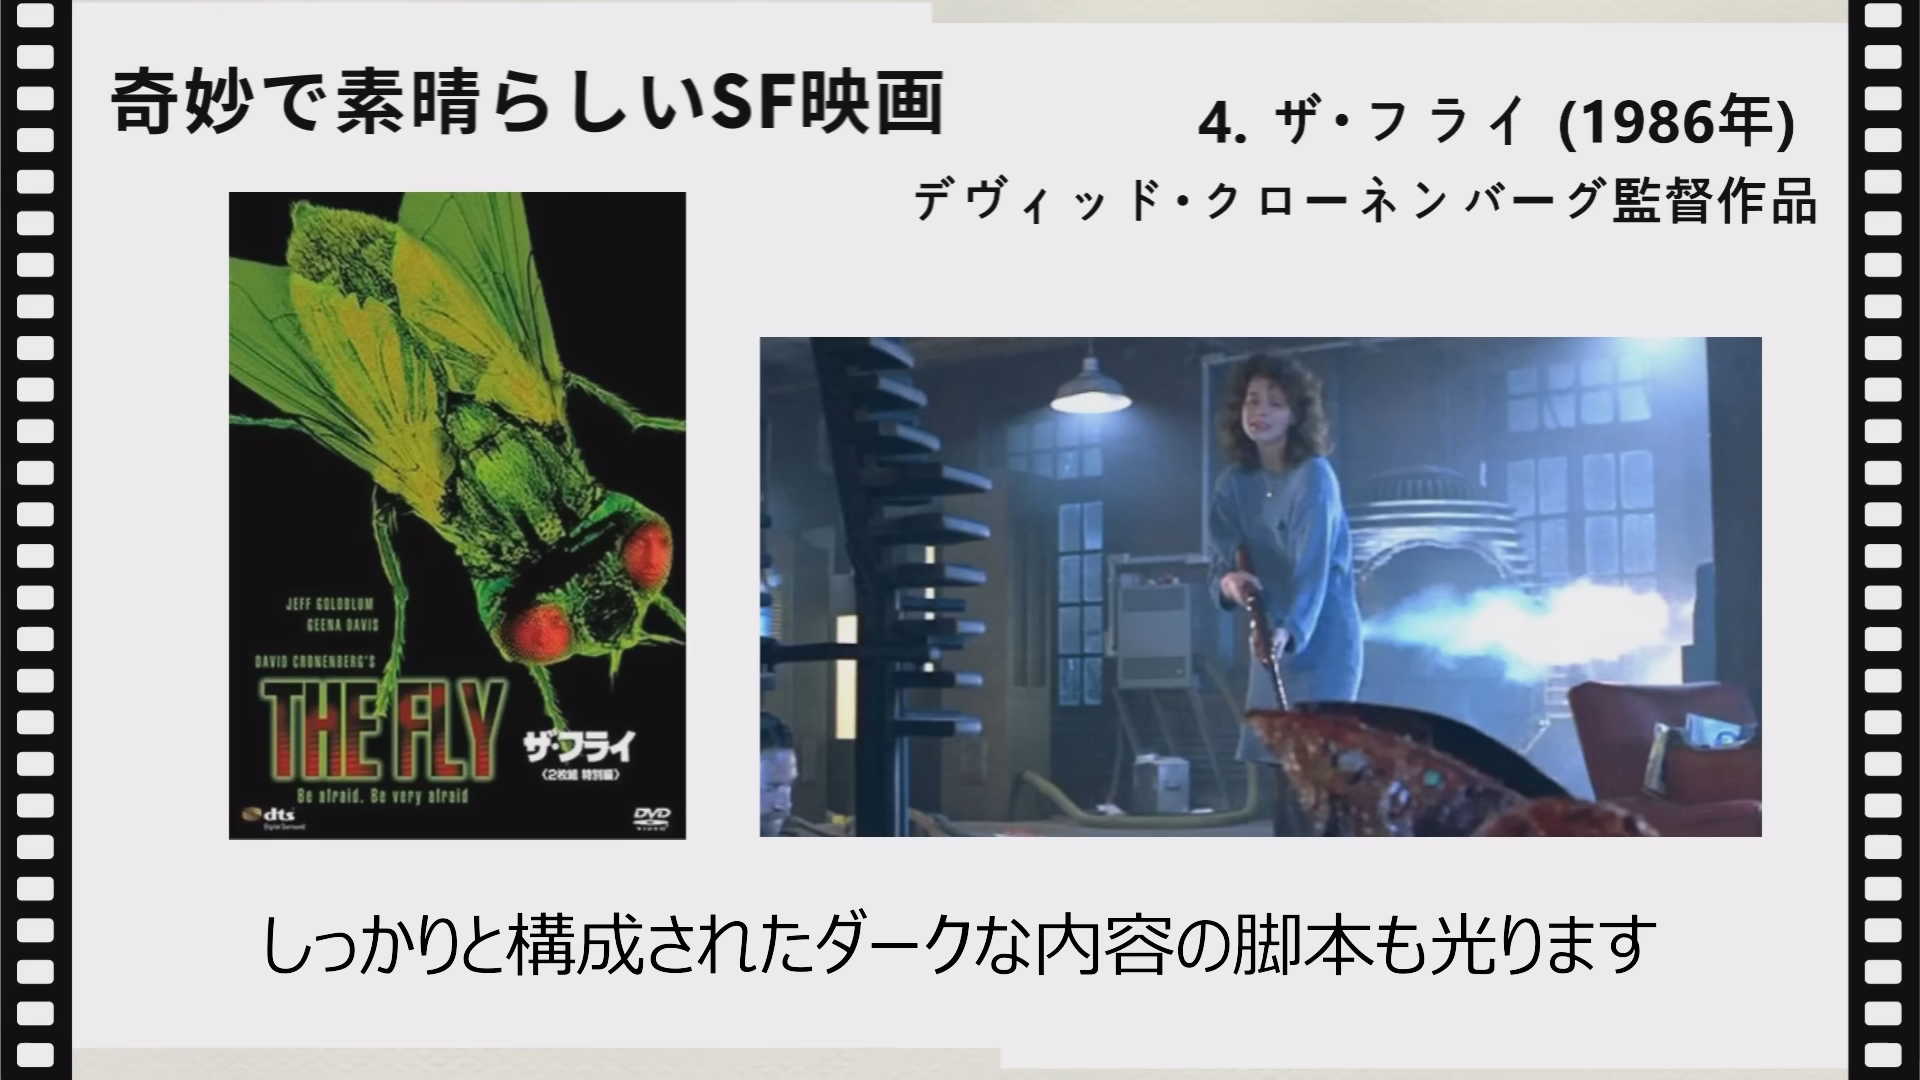 奇妙で素晴らしいSF映画
4. ザ・フライ (1986年)
デヴィッド・クローネンバーグ監督作品
JEFF GOLDBLUM
GEENA DAVIS
DAVID CRONENBERG'S
THE FLY
ザ・フライ
〈2枚組 特別編〉
Be afraid. Be very afraid
dts
Digital Surround
DVD
VIDEO
しっかりと構成されたダークな内容の脚本も光ります